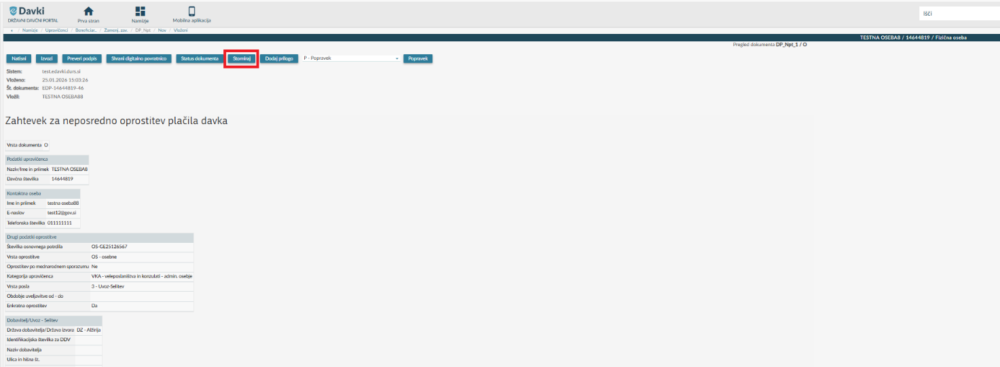 eDavki
DRŽAVNI DAVČNI PORTAL
Prva stran
Namizje
Mobilna aplikacija
Išči
/ Namizje / Upravičenci / Beneficiar.. / Zamenj. zav. / DP_Npt / Nov / Vloženi
TESTNA OSEBA8 / 14644819 / Fizična oseba
Pregled dokumenta DP_Npt_1 / O
Natisni Izvozi Preveri podpis Shrani digitalno povratnico Status dokumenta Storniraj Dodaj prilogo P - Popravek Popravek
Sistem: test.edavki.durs.si
Vloženo: 25.01.2026 15:03:26
Št. dokumenta: EDP-14644819-46
Vložil: TESTNA OSEBA88
Zahtevek za neposredno oprostitev plačila davka
Vrsta dokumenta O
Podatki upravičenca
Naziv/Ime in priimek TESTNA OSEBA8
Davčna številka 14644819
Kontaktna oseba
Ime in priimek testna oseba88
E-naslov test12@gov.si
Telefonska številka 011111111
Drugi podatki oprostitve
Številka osnovnega potrdila OS-GE25126567
Vrsta oprostitve OS - osebne
Oprostitev po mednarodnem sporazumu Ne
Kategorija upravičenca VKA - veleposlaništva in konzulati - admin. osebje
Vrsta posla 3 - Uvoz-Selitev
Obdobje uveljavitve od - do
Enkratna oprostitev Da
Dobavitelj/Uvoz - Selitev
Država dobavitelja/Država izvora DZ - Alžirija
Identifikacijska številka za DDV
Naziv dobavitelja
Ulica in hišna št.